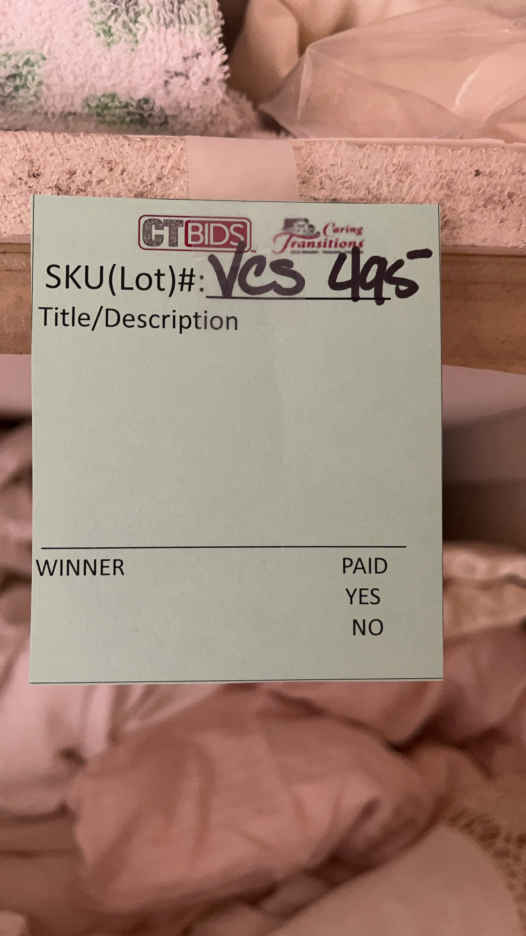 CTBIDS Caring
Transitions
SKU(Lot)#: VCS 495
Title/Description
WINNER PAID
YES
NO